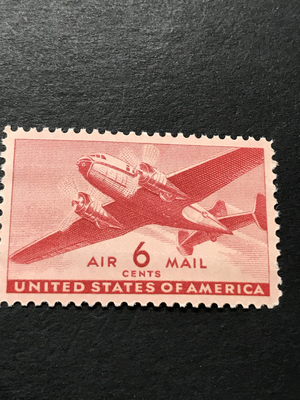 AIR 6 MAIL
CENTS
UNITED STATES OF AMERICA